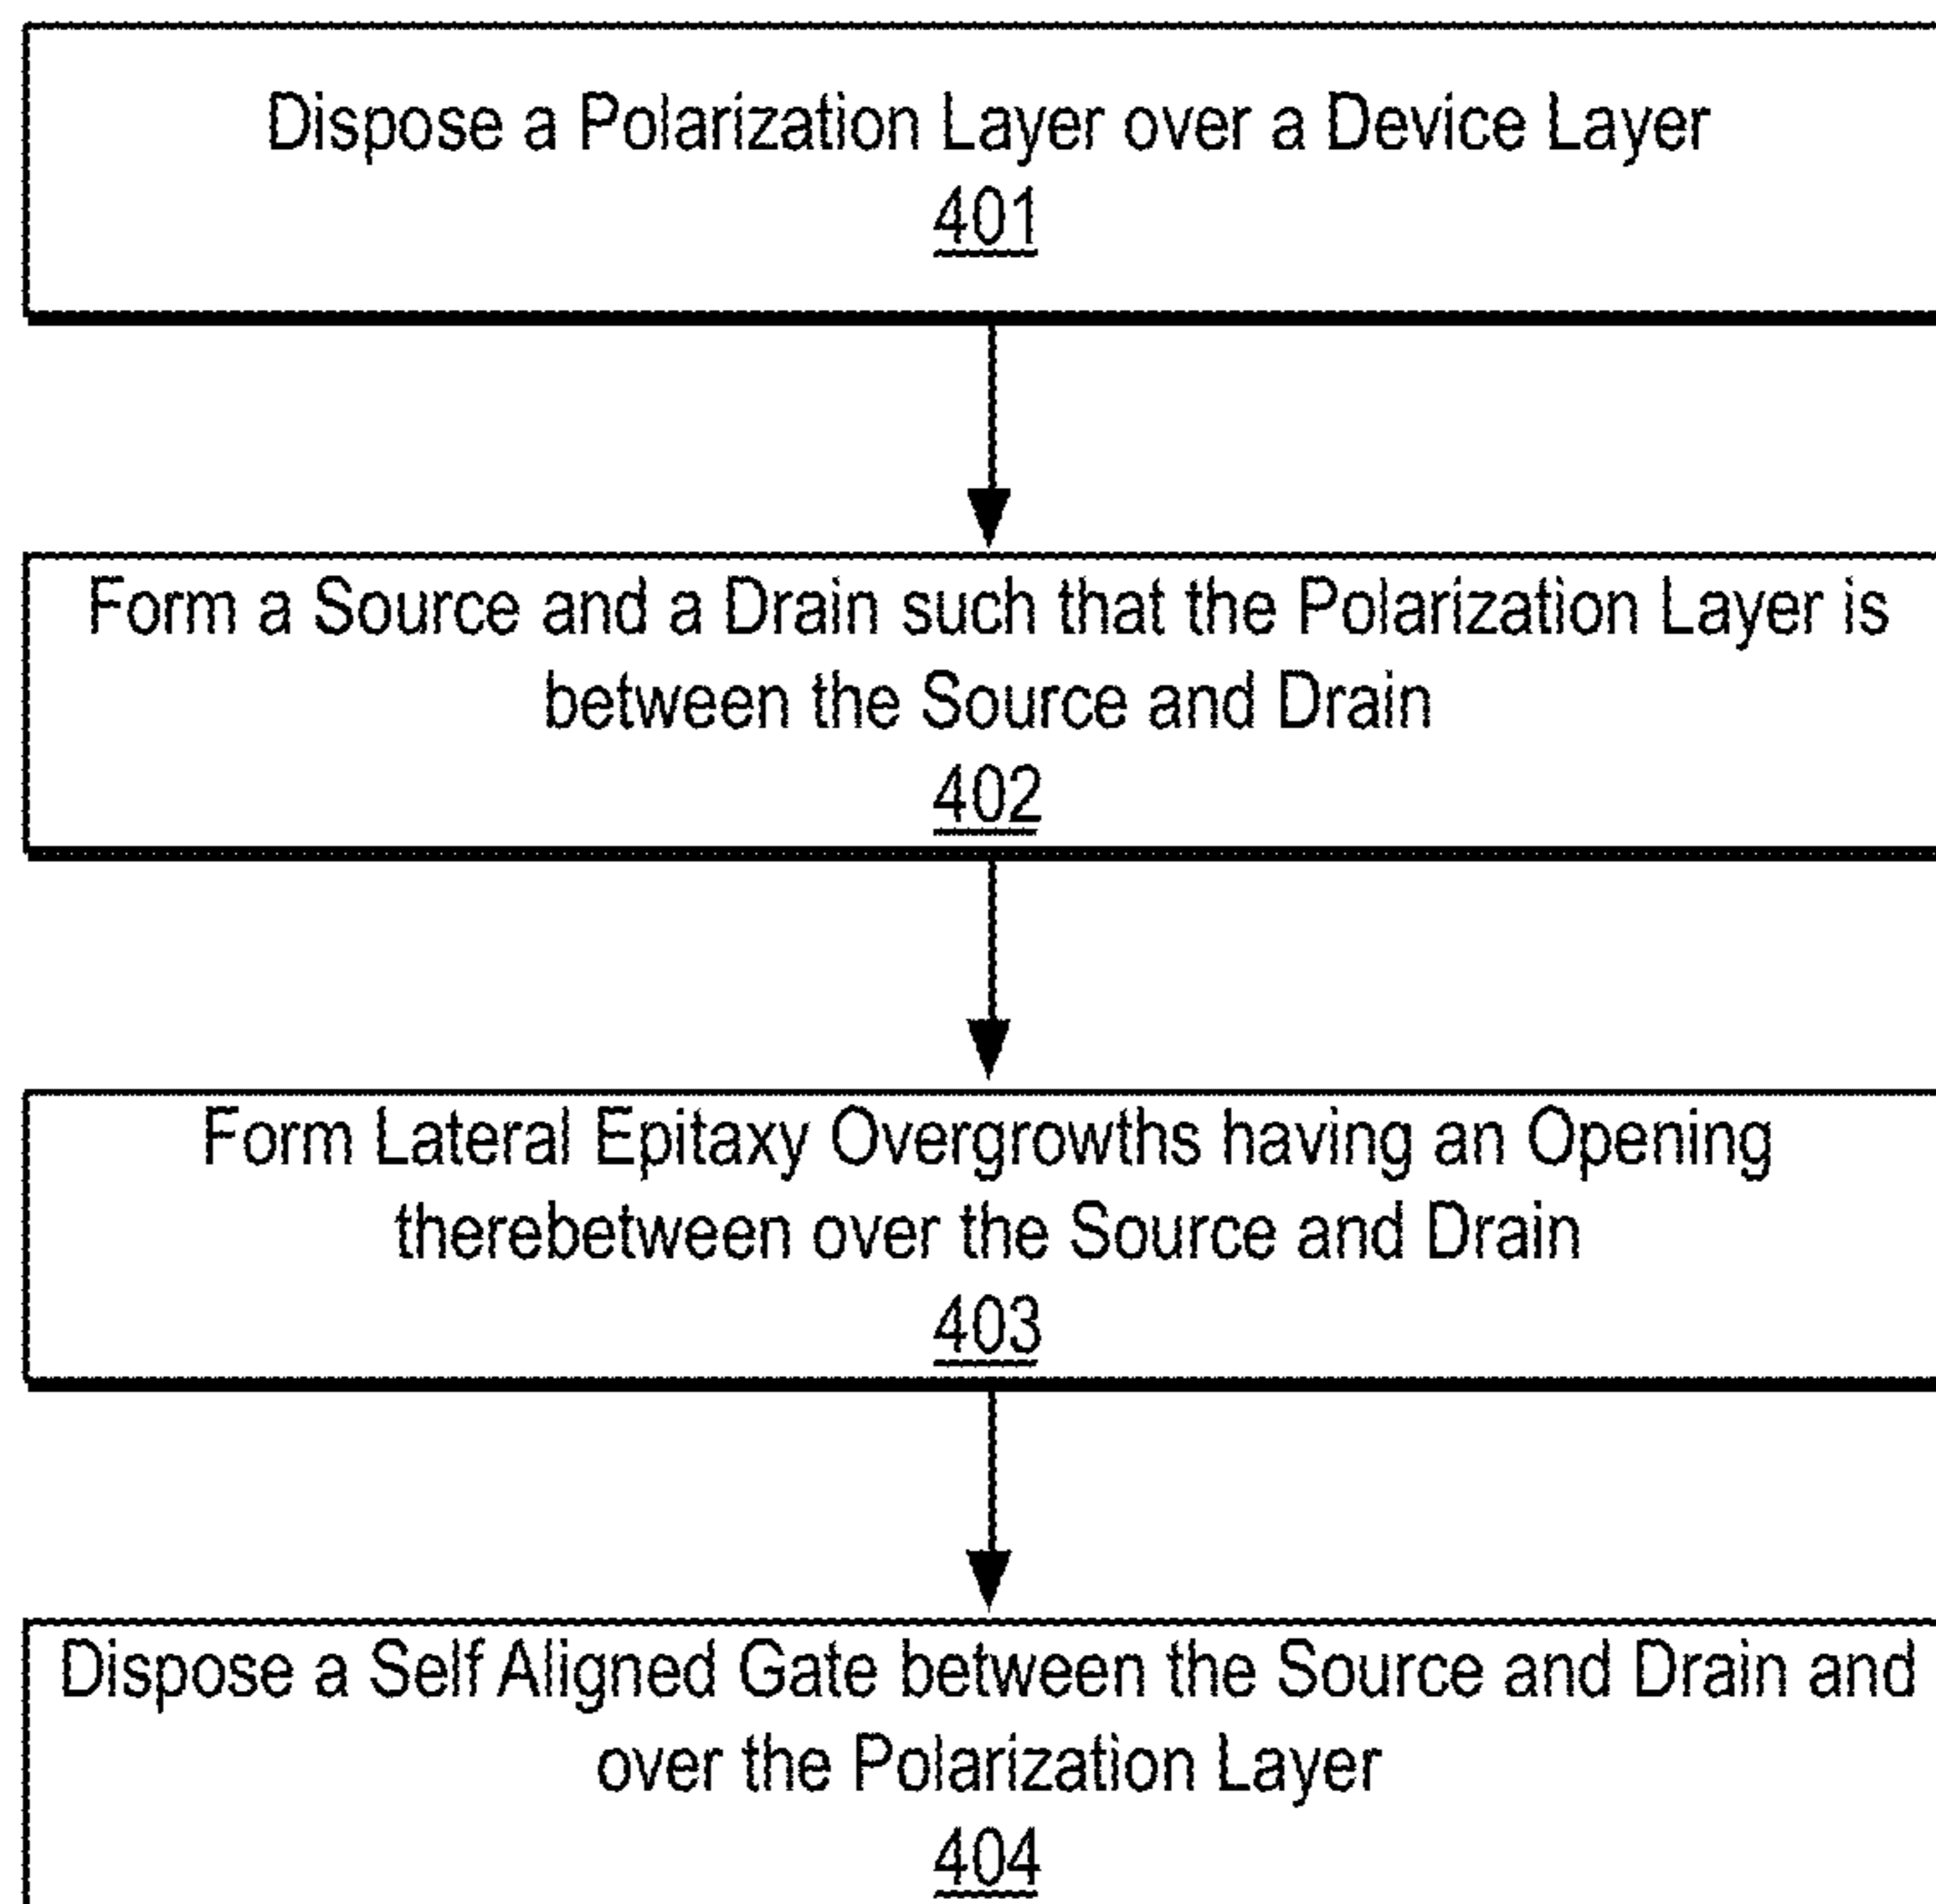 Dispose a Polarization Layer over a Device Layer
401
Form a Source and a Drain such that the Polarization Layer is
between the Source and Drain
402
Form Lateral Epitaxy Overgrowths having an Opening
therebetween over the Source and Drain
403
Dispose a Self Aligned Gate between the Source and Drain and
over the Polarization Layer
404